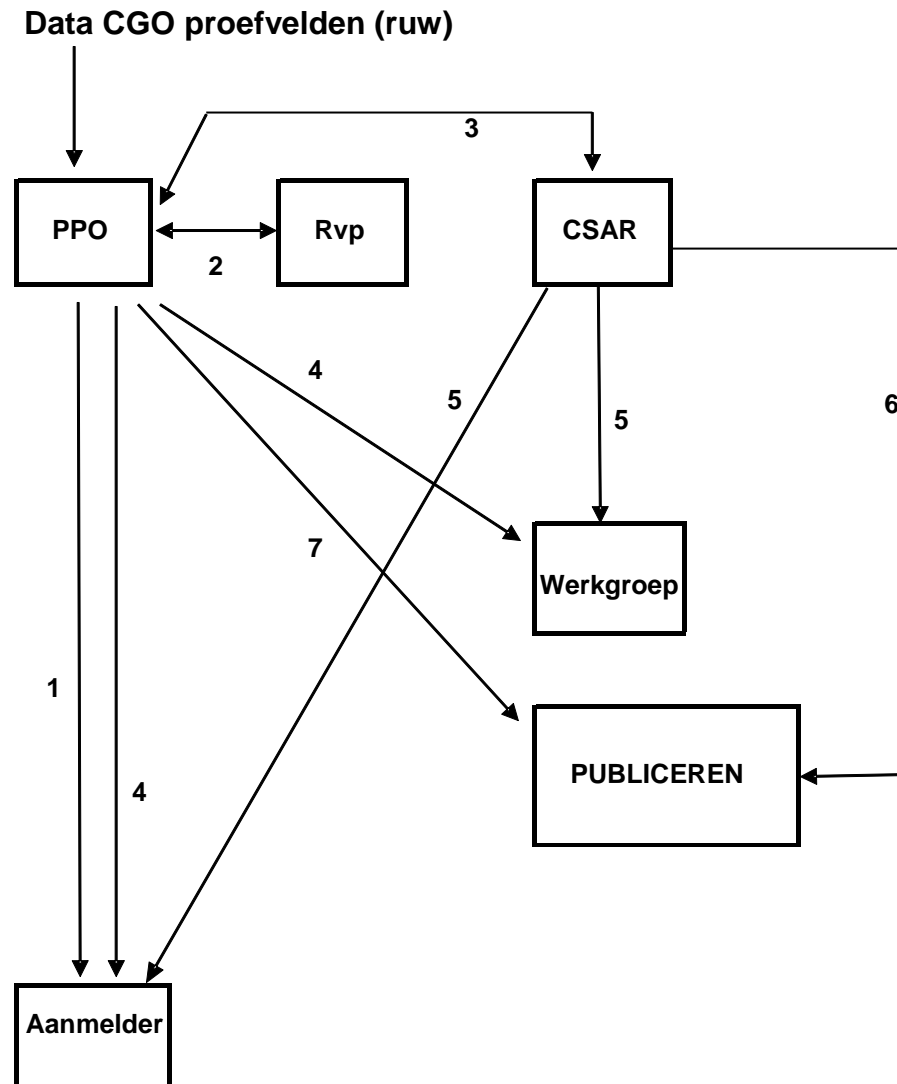 Data CGO proefvelden (ruw)
3
PPO
Rvp
CSAR
2
4
5
5
6
7
Werkgroep
1
PUBLICEREN
4
Aanmelder